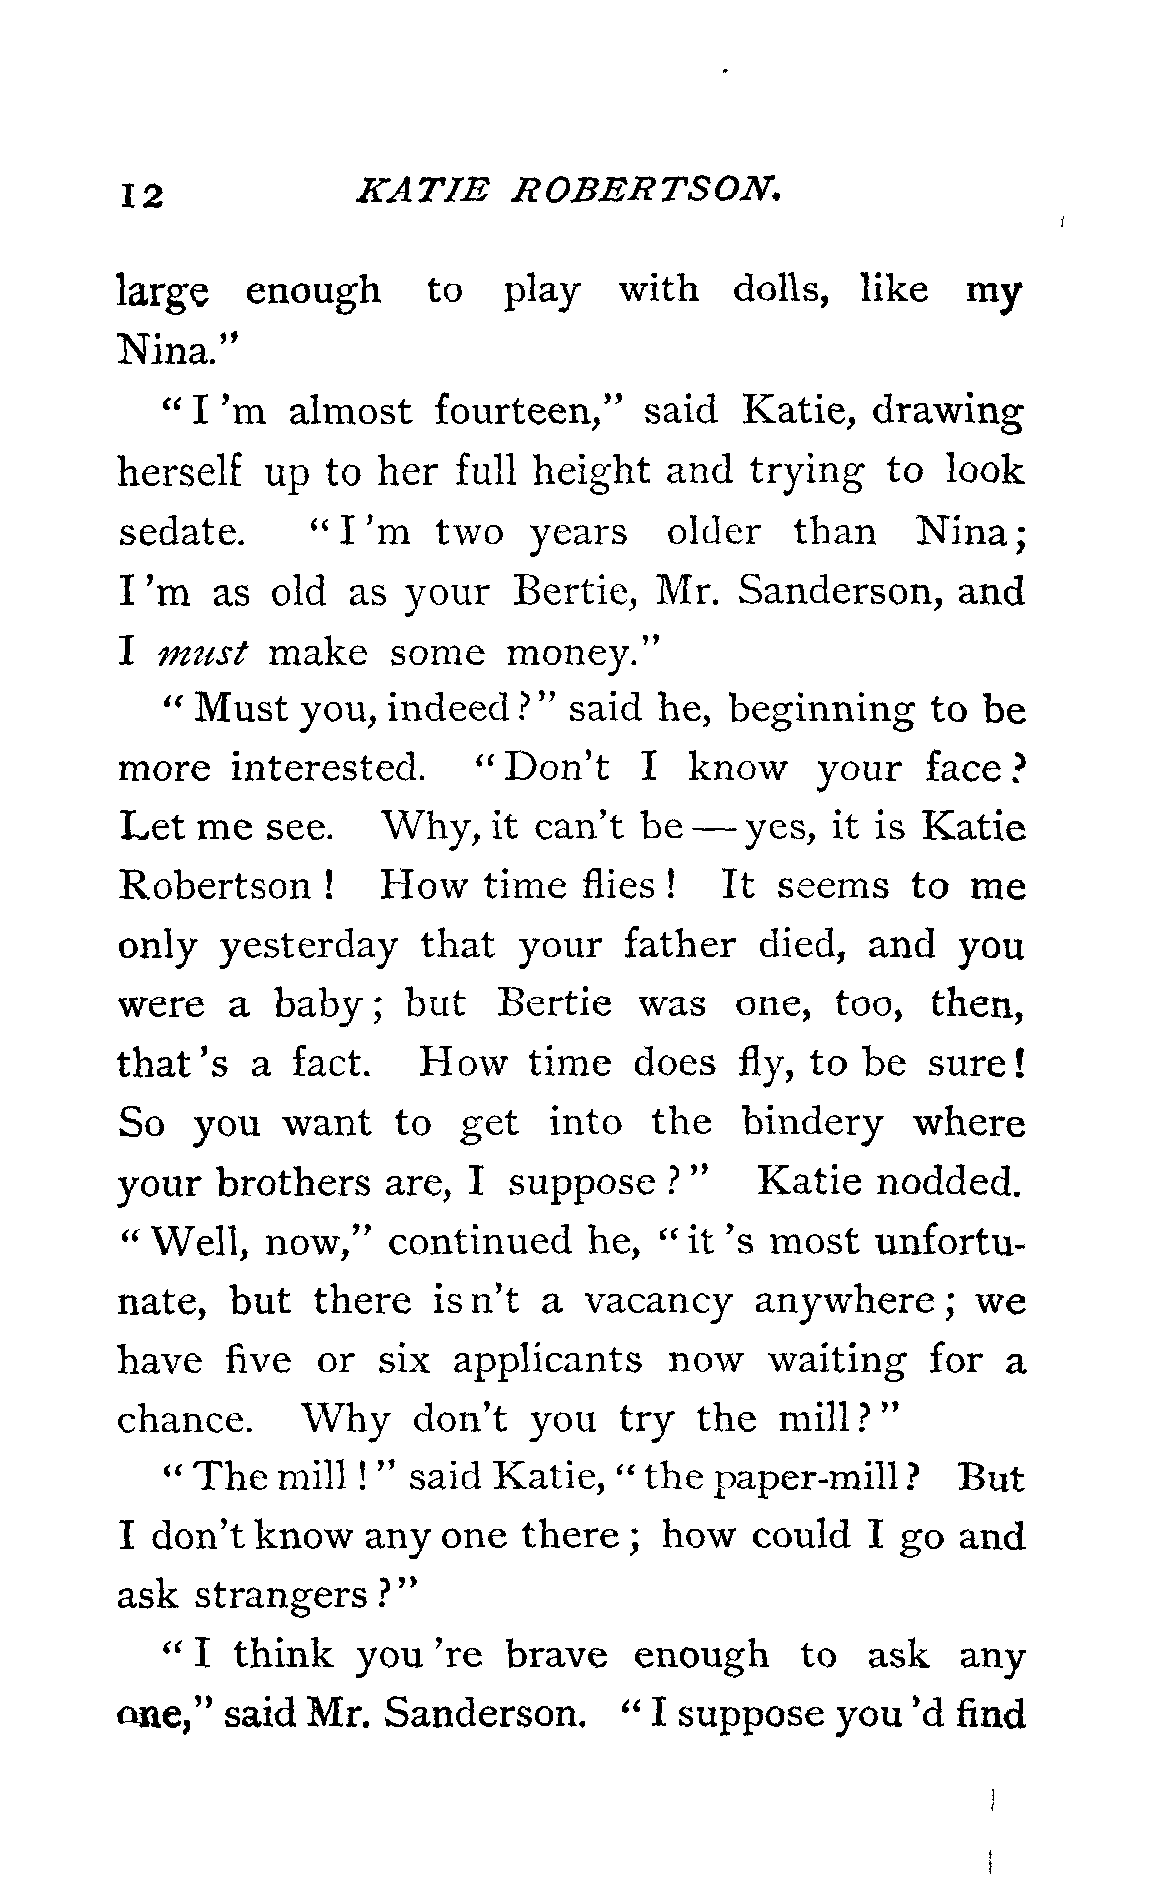 12 KATIE ROBERTSON.
large enough to play with dolls, like my
Nina."
"I'm almost fourteen," said Katie, drawing
herself up to her full height and trying to look
sedate. "I'm two years older than Nina;
I'm as old as your Bertie, Mr. Sanderson, and
I must make some money."
"Must you, indeed?" said he, beginning to be
more interested. "Don't I know your face?
Let me see. Why, it can't be—yes, it is Katie
Robertson! How time flies! It seems to me
only yesterday that your father died, and you
were a baby; but Bertie was one, too, then,
that's a fact. How time does fly, to be sure!
So you want to get into the bindery where
your brothers are, I suppose?" Katie nodded.
"Well, now," continued he, "it's most unfortu-
nate, but there isn't a vacancy anywhere; we
have five or six applicants now waiting for a
chance. Why don't you try the mill?"
"The mill!" said Katie, "the paper-mill? But
I don't know any one there; how could I go and
ask strangers?"
"I think you're brave enough to ask any
one," said Mr. Sanderson. "I suppose you'd find